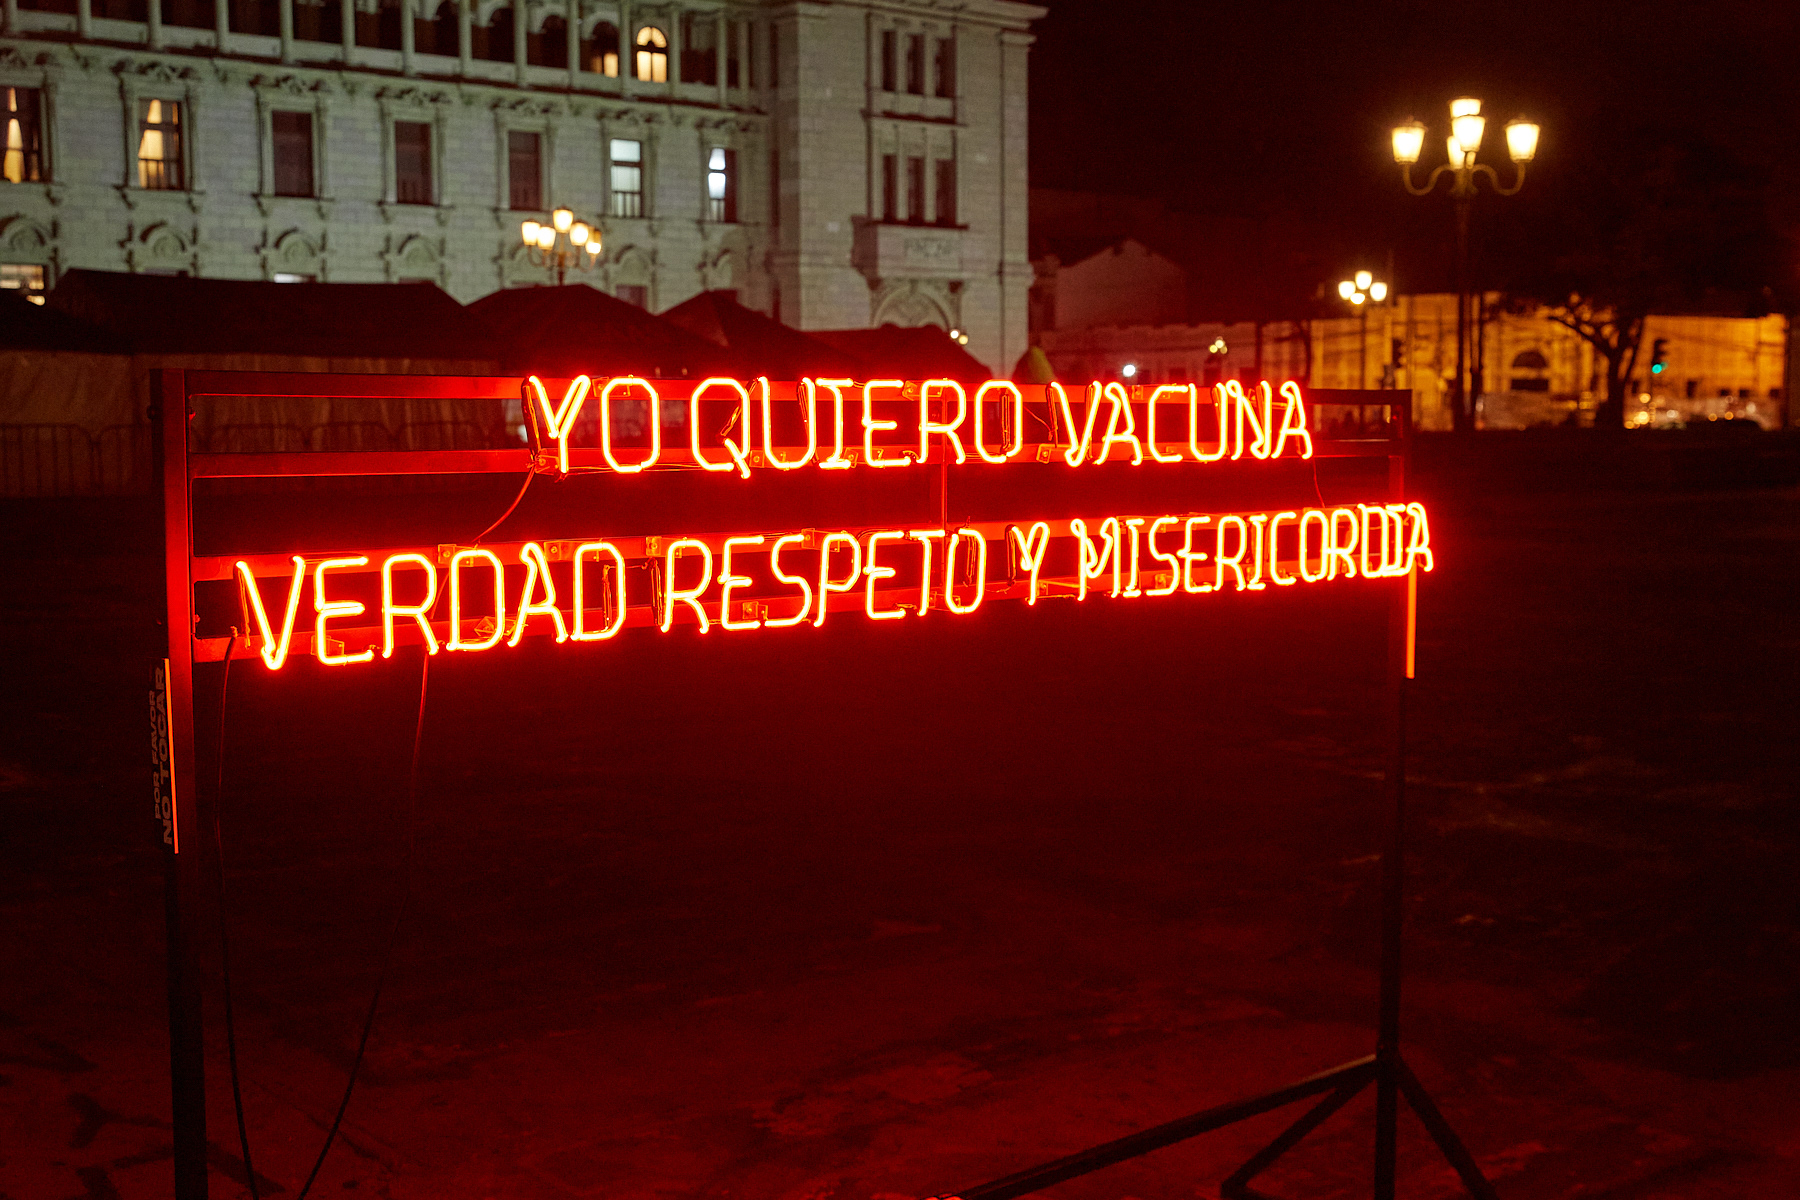 YO QUIERO VACUNA
VERDAD RESPETO Y MISERICORDIA
POR FAVOR
NO TOCAR